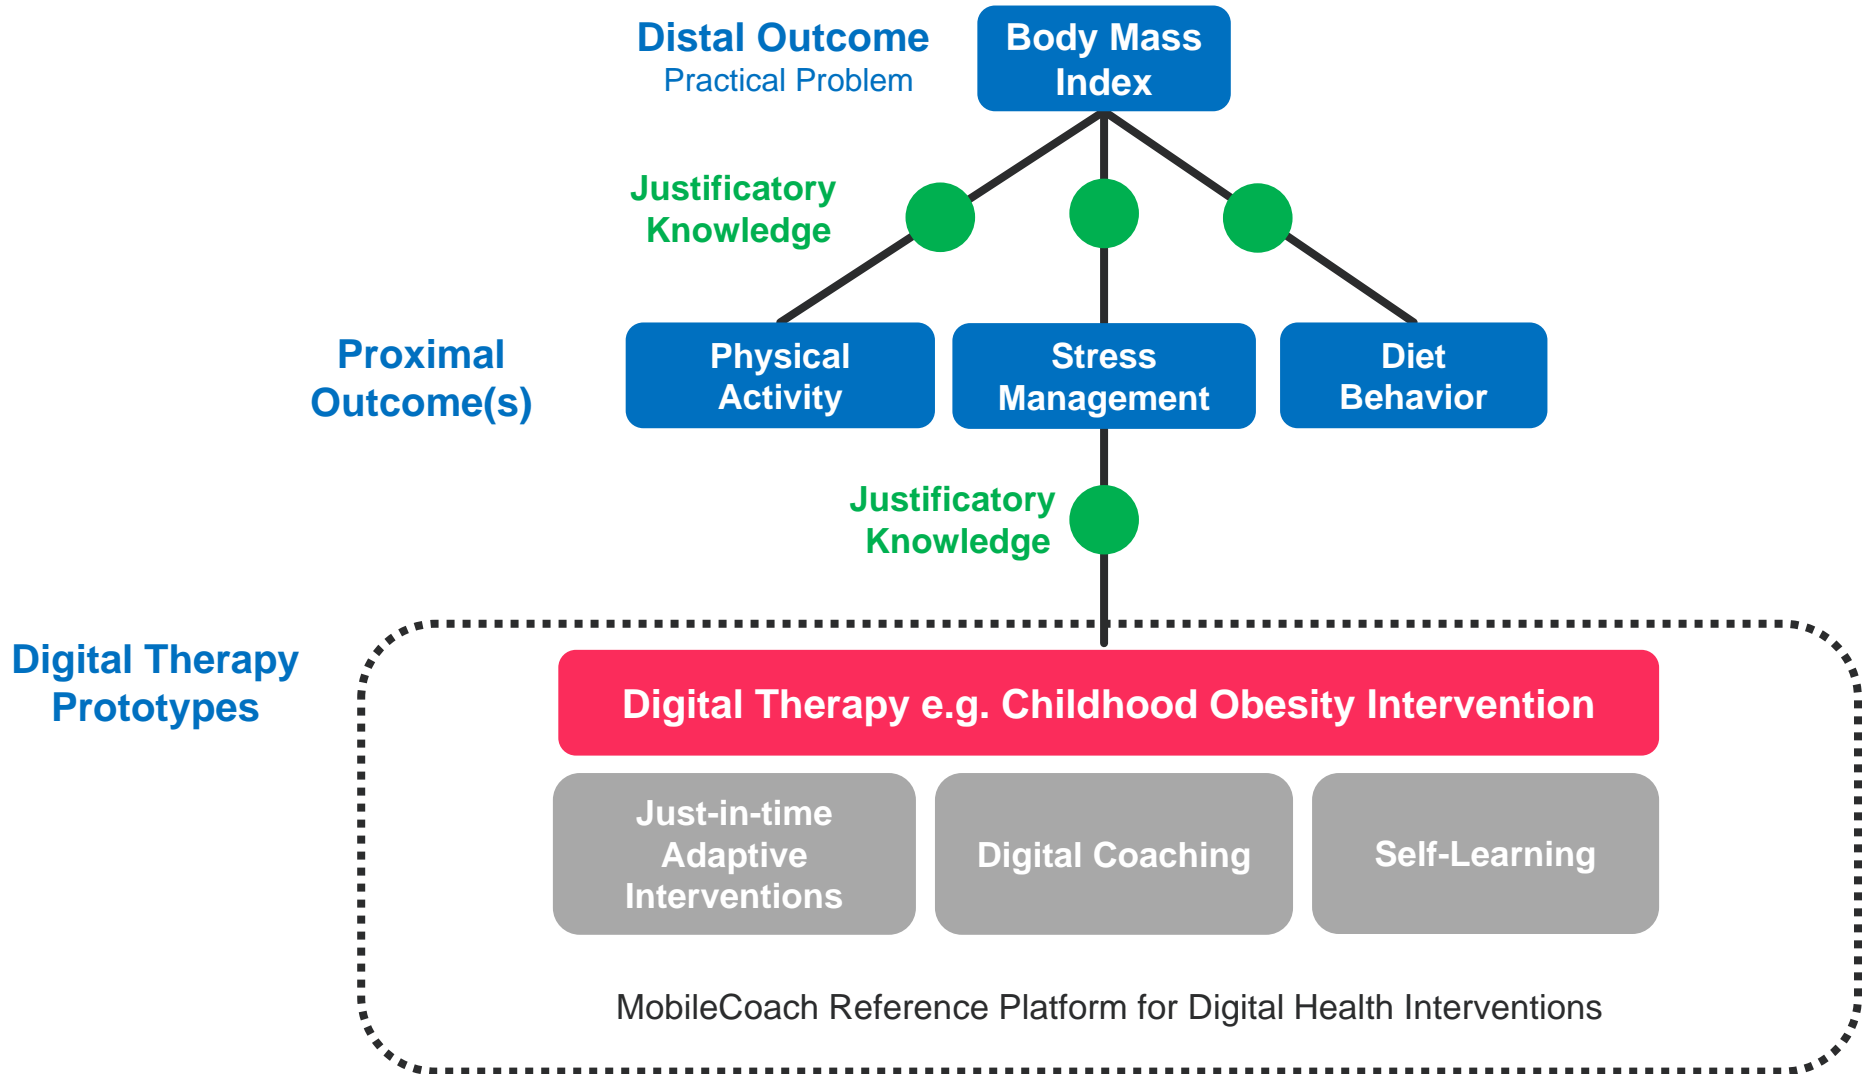 Distal Outcome
Practical Problem
Body Mass
Index
Justificatory
Knowledge
Proximal
Outcome(s)
Physical
Activity
Stress
Management
Diet
Behavior
Justificatory
Knowledge
Digital Therapy
Prototypes
Digital Therapy e.g. Childhood Obesity Intervention
Just-in-time
Adaptive
Interventions
Digital Coaching
Self-Learning
MobileCoach Reference Platform for Digital Health Interventions